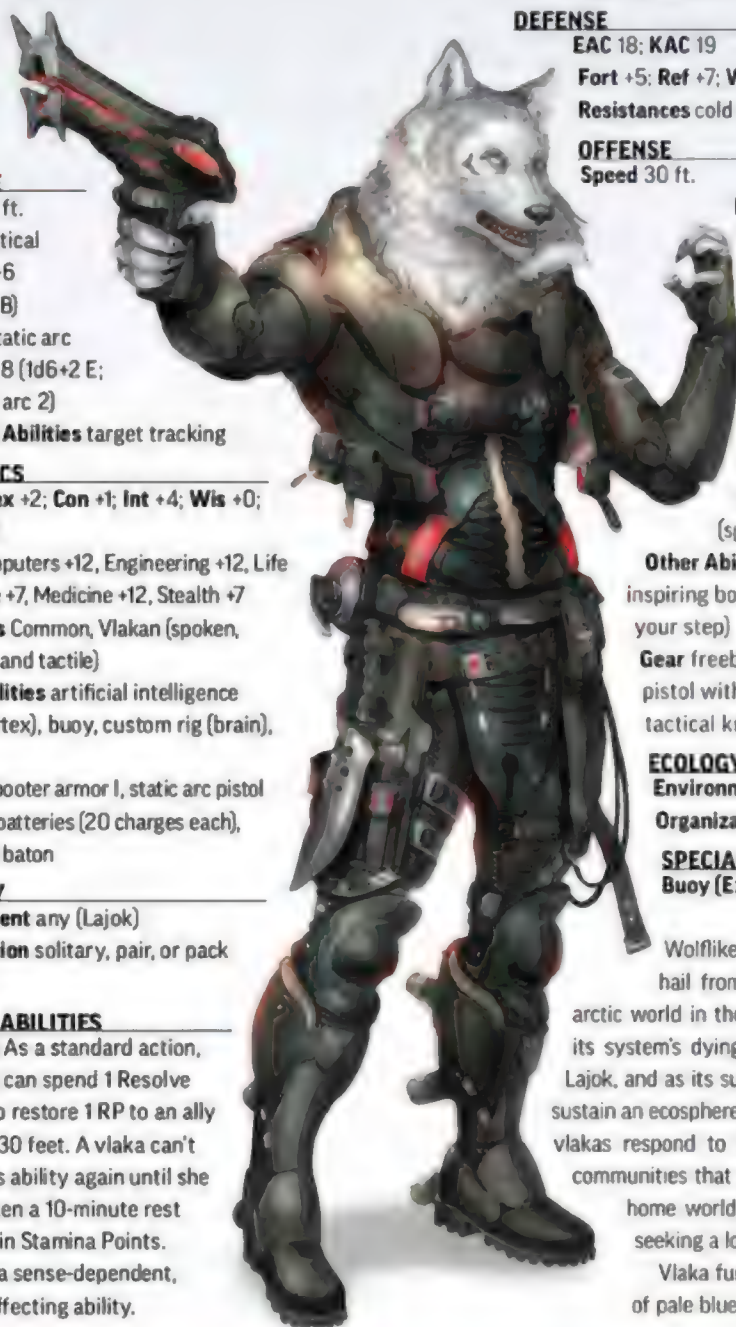 ft.
tical
6
B)
tatic arc
8 (1d6+2 E;
arc 2)
Abilities target tracking
CS
ex +2; Con +1; Int +4; Wis +0;
puters +12, Engineering +12, Life
+7, Medicine +12, Stealth +7
s Common, Vlakan (spoken,
and tactile)
lities artificial intelligence
rtex), buoy, custom rig (brain),
ooter armor I, static arc pistol
batteries (20 charges each),
baton
Y
ent any (Lajok)
ion solitary, pair, or pack
ABILITIES
As a standard action,
can spend 1 Resolve
o restore 1 RP to an ally
30 feet. A vlaka can't
s ability again until she
en a 10-minute rest
in Stamina Points.
a sense-dependent,
ffecting ability.
DEFENSE
EAC 18; KAC 19
Fort +5; Ref +7; W
Resistances cold
OFFENSE
Speed 30 ft.
(sp
Other Abi
inspiring bo
your step)
Gear freeb
pistol with
tactical kn
ECOLOGY
Environm
Organiza
SPECIA
Buoy (E
Wolflike
hail from
arctic world in the
its system's dying
Lajok, and as its su
sustain an ecosphere
vlakas respond to
communities that
home world
seeking a lo
Vlaka fur
of pale blue